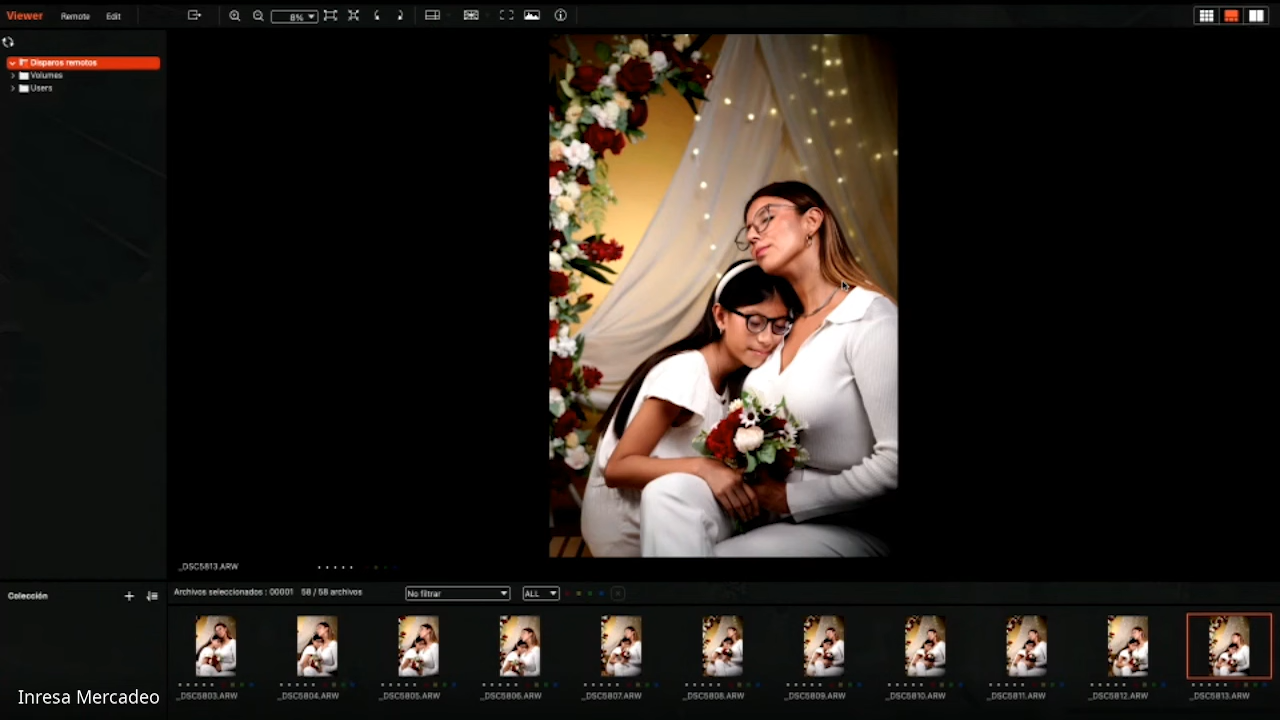 Viewer Remote Edit 8%
Disparos remotos
Volumes
Users
_DSC5813.ARW
Colección
Archivos seleccionados : 00001 58 / 58 archivos No filtrar ALL
_DSC5803.ARW _DSC5804.ARW _DSC5805.ARW _DSC5806.ARW _DSC5807.ARW _DSC5808.ARW _DSC5809.ARW _DSC5810.ARW _DSC5811.ARW _DSC5812.ARW _DSC5813.ARW
Inresa Mercadeo